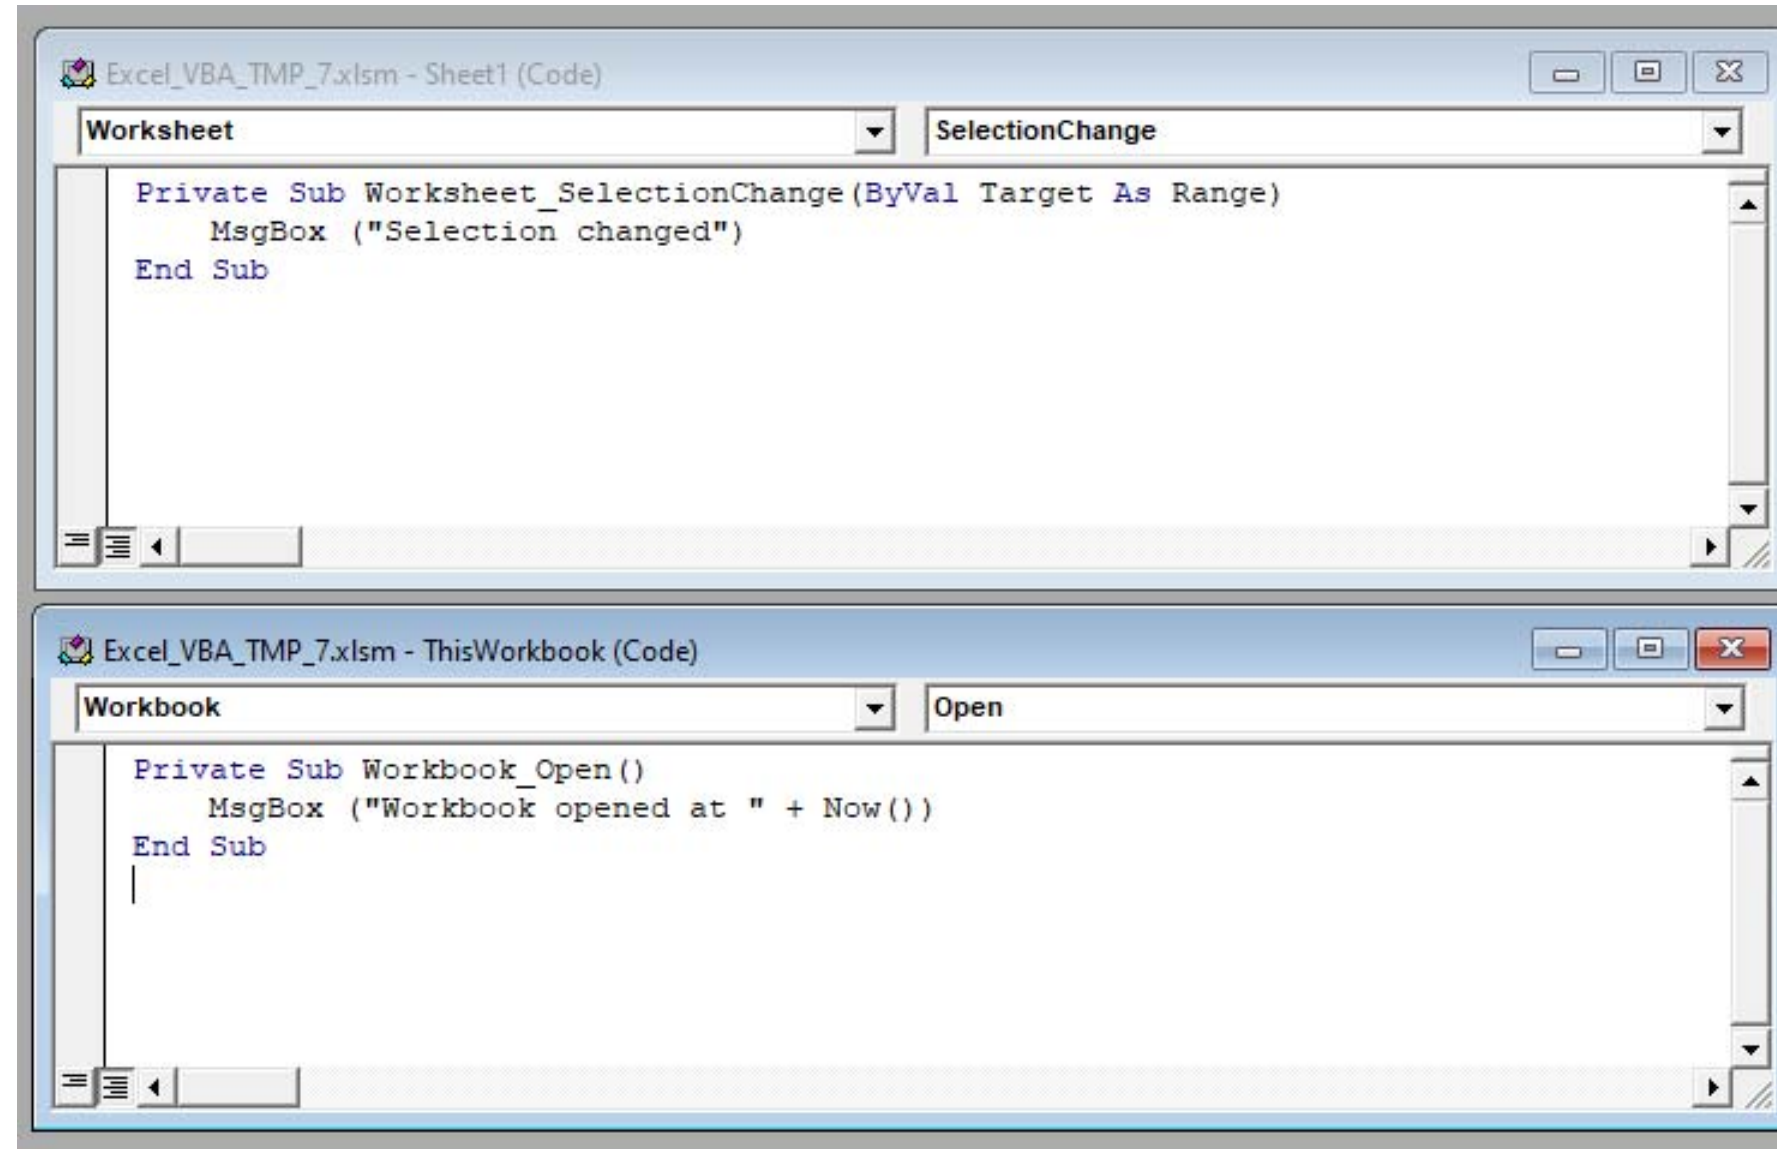 Excel_VBA_TMP_7.xlsm - Sheet1 (Code)
Worksheet SelectionChange
Private Sub Worksheet_SelectionChange(ByVal Target As Range)
MsgBox ("Selection changed")
End Sub
Excel_VBA_TMP_7.xlsm - ThisWorkbook (Code)
Workbook Open
Private Sub Workbook_Open()
MsgBox ("Workbook opened at " + Now())
End Sub